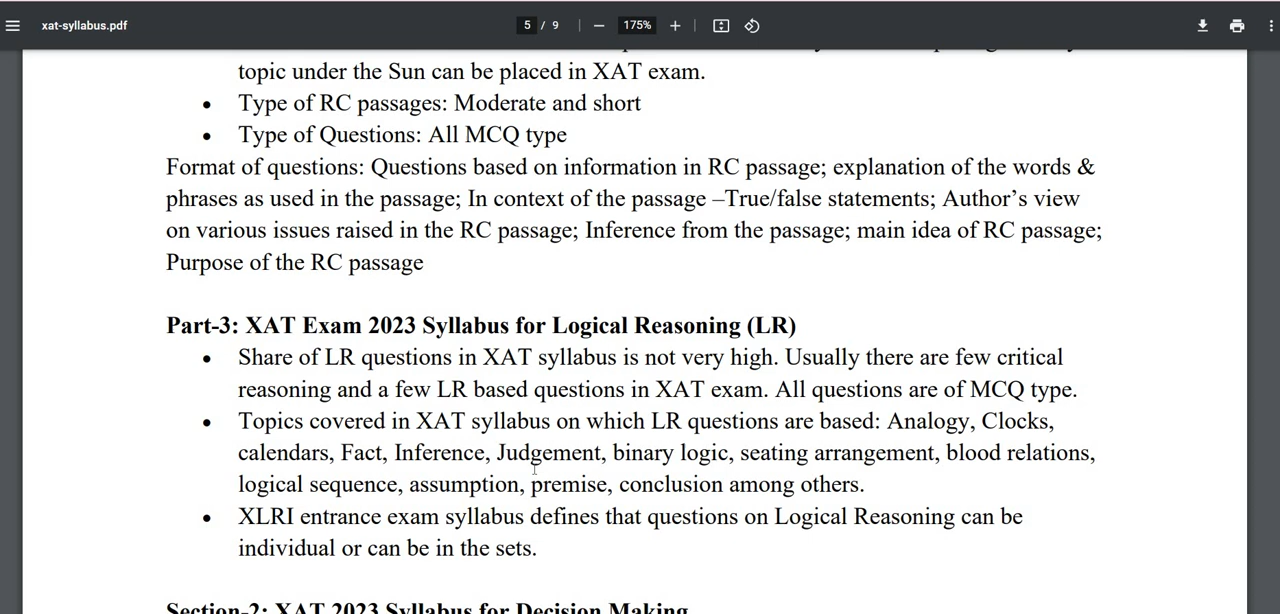 xat-syllabus.pdf
5 / 9
175%
topic under the Sun can be placed in XAT exam.
• Type of RC passages: Moderate and short
• Type of Questions: All MCQ type
Format of questions: Questions based on information in RC passage; explanation of the words &
phrases as used in the passage; In context of the passage –True/false statements; Author’s view
on various issues raised in the RC passage; Inference from the passage; main idea of RC passage;
Purpose of the RC passage
Part-3: XAT Exam 2023 Syllabus for Logical Reasoning (LR)
• Share of LR questions in XAT syllabus is not very high. Usually there are few critical
reasoning and a few LR based questions in XAT exam. All questions are of MCQ type.
• Topics covered in XAT syllabus on which LR questions are based: Analogy, Clocks,
calendars, Fact, Inference, Judgement, binary logic, seating arrangement, blood relations,
logical sequence, assumption, premise, conclusion among others.
• XLRI entrance exam syllabus defines that questions on Logical Reasoning can be
individual or can be in the sets.
Section-2: XAT 2023 Syllabus for Decision Making